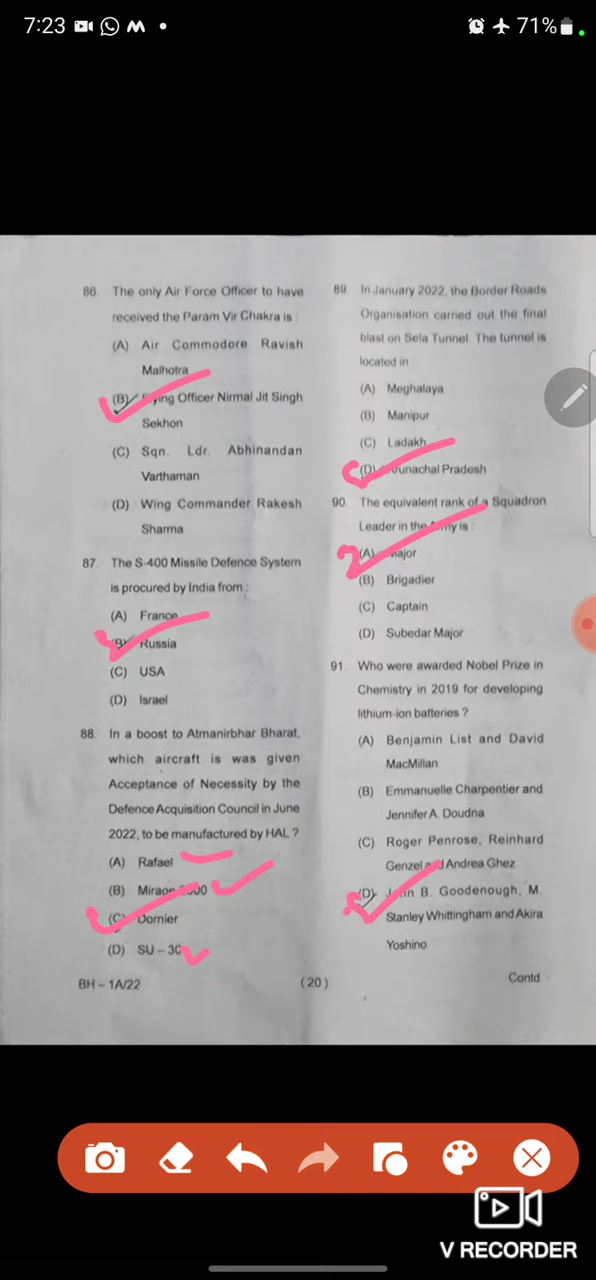 7:23
71%
86. The only Air Force Officer to have
received the Param Vir Chakra is :
(A) Air Commodore Ravish
Malhotra
(B) Flying Officer Nirmal Jit Singh
Sekhon
(C) Sqn. Ldr. Abhinandan
Varthaman
(D) Wing Commander Rakesh
Sharma
87. The S-400 Missile Defence System
is procured by India from :
(A) France
(B) Russia
(C) USA
(D) Israel
88. In a boost to Atmanirbhar Bharat,
which aircraft is was given
Acceptance of Necessity by the
Defence Acquisition Council in June
2022, to be manufactured by HAL ?
(A) Rafael
(B) Mirage 2000
(C) Dornier
(D) SU – 30
BH – 1A/22
(20)
89. In January 2022, the Border Roads
Organisation carried out the final
blast on Sela Tunnel. The tunnel is
located in :
(A) Meghalaya
(B) Manipur
(C) Ladakh
(D) Arunachal Pradesh
90. The equivalent rank of a Squadron
Leader in the Army is :
(A) Major
(B) Brigadier
(C) Captain
(D) Subedar Major
91. Who were awarded Nobel Prize in
Chemistry in 2019 for developing
lithium-ion batteries ?
(A) Benjamin List and David
MacMillan
(B) Emmanuelle Charpentier and
Jennifer A. Doudna
(C) Roger Penrose, Reinhard
Genzel and Andrea Ghez
(D) John B. Goodenough, M.
Stanley Whittingham and Akira
Yoshino
Contd.
V RECORDER